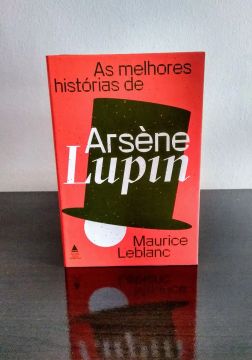 As melhores
histórias de
Arsène
Lupin
Maurice
Leblanc